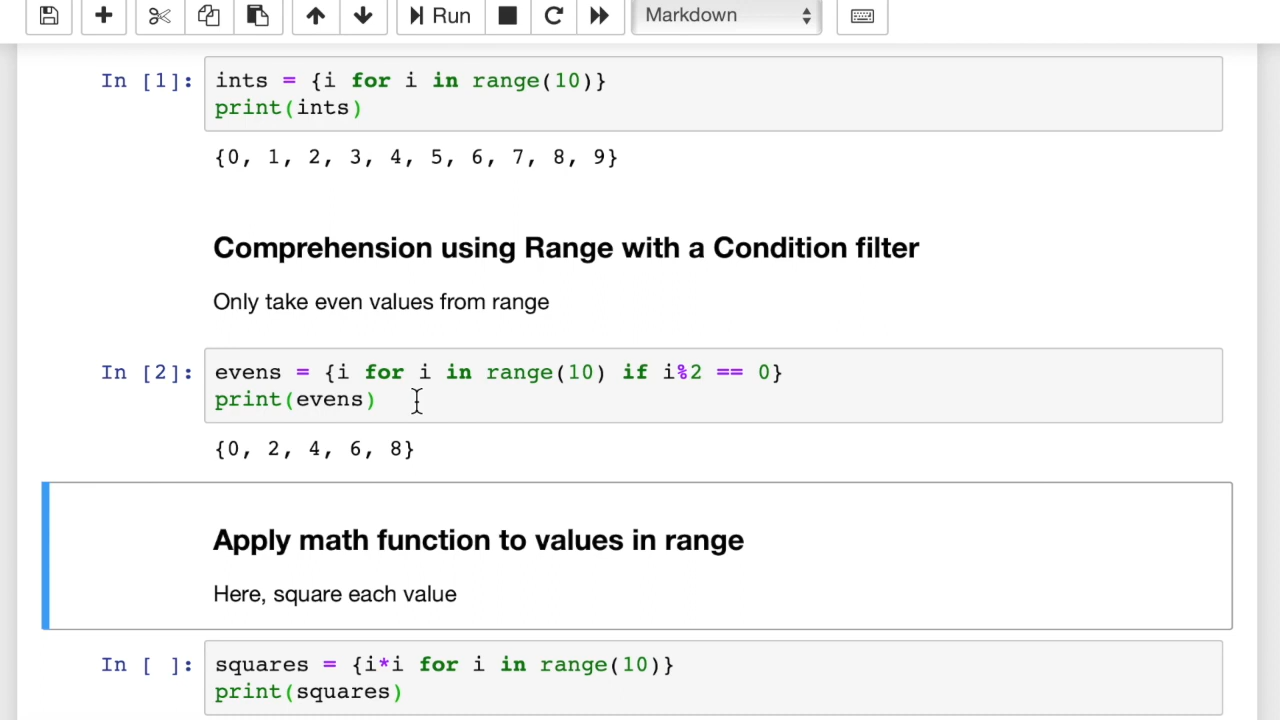 Run Markdown
In [1]: ints = {i for i in range(10)}
print(ints)
{0, 1, 2, 3, 4, 5, 6, 7, 8, 9}
Comprehension using Range with a Condition filter
Only take even values from range
In [2]: evens = {i for i in range(10) if i%2 == 0}
print(evens)
{0, 2, 4, 6, 8}
Apply math function to values in range
Here, square each value
In [ ]: squares = {i*i for i in range(10)}
print(squares)